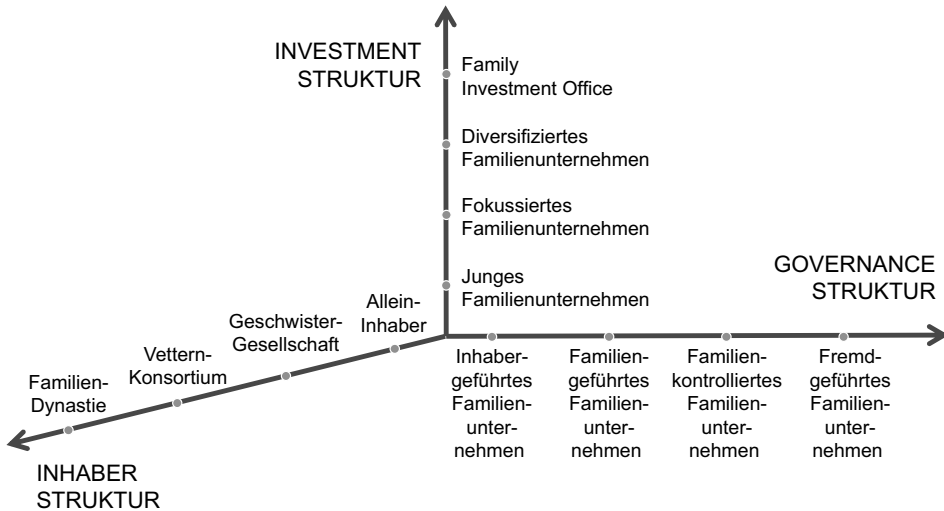 INVESTMENT
STRUKTUR
Family
Investment Office
Diversifiziertes
Familienunternehmen
Fokussiertes
Familienunternehmen
Junges
Familienunternehmen
GOVERNANCE
STRUKTUR
Allein-
Inhaber
Geschwister-
Gesellschaft
Vettern-
Konsortium
Familien-
Dynastie
Inhaber-
geführtes
Familien-
unter-
nehmen
Familien-
geführtes
Familien-
unter-
nehmen
Familien-
kontrolliertes
Familien-
unter-
nehmen
Fremd-
geführtes
Familien-
unter-
nehmen
INHABER
STRUKTUR